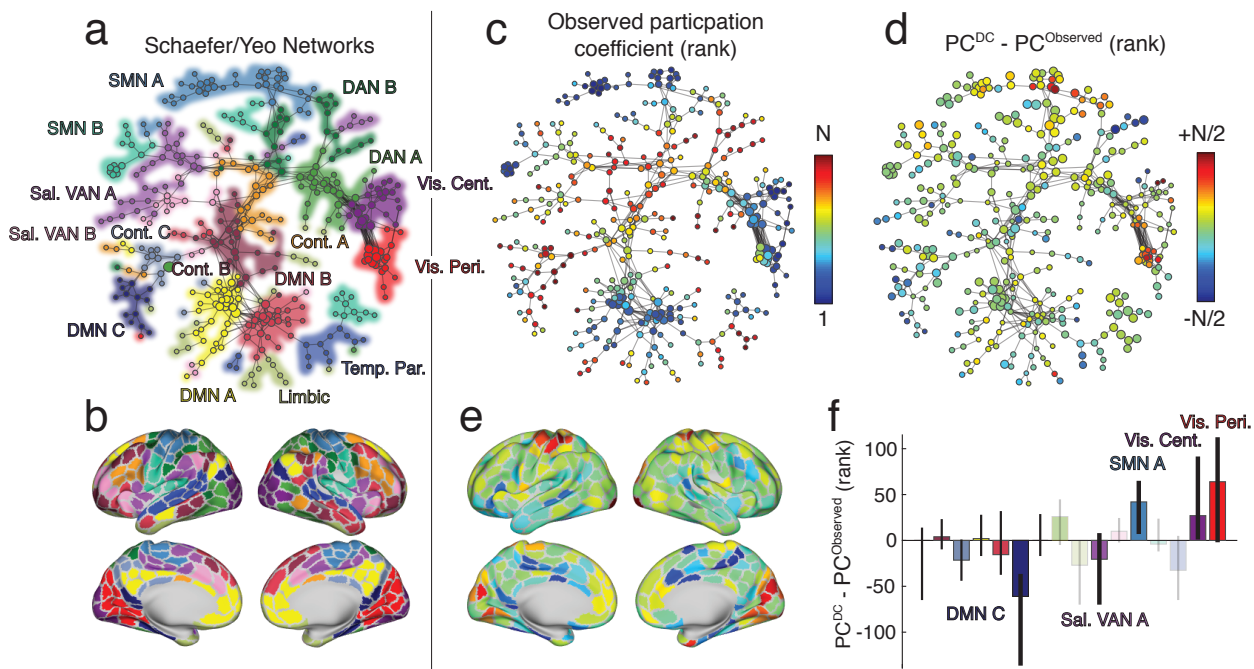 a
Schaefer/Yeo Networks
SMN A
DAN B
SMN B
DAN A
Vis. Cent.
Sal. VAN A
Sal. VAN B
Cont. C
Cont. A
Cont. B
DMN B
Vis. Peri.
DMN C
Temp. Par.
DMN A
Limbic
c
Observed particpation
coefficient (rank)
N
1
d
PC^DC - PC^Observed (rank)
+N/2
-N/2
b
e
f
PC^DC - PC^Observed (rank)
100
50
0
-50
-100
Vis. Peri.
Vis. Cent.
SMN A
DMN C
Sal. VAN A